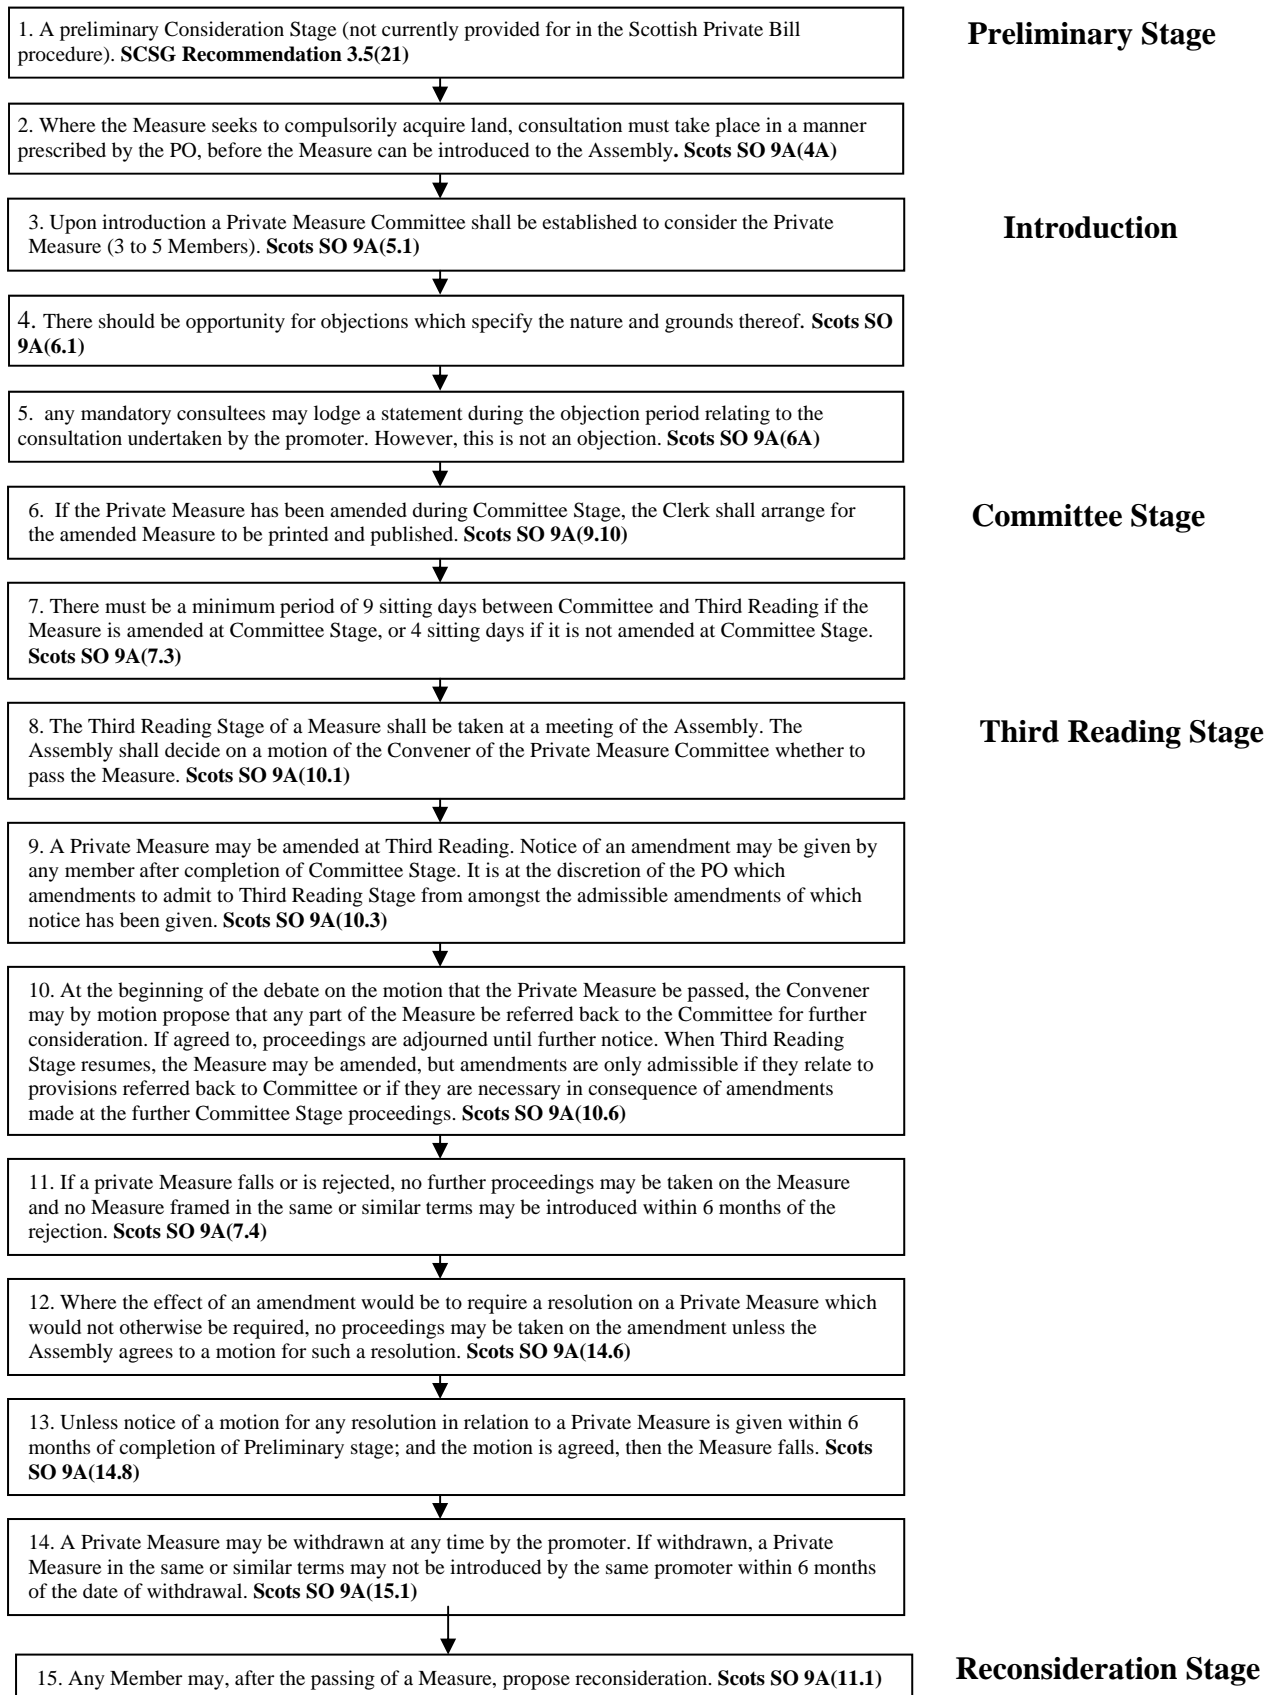 1. A preliminary Consideration Stage (not currently provided for in the Scottish Private Bill
procedure). SCSG Recommendation 3.5(21)
Preliminary Stage
2. Where the Measure seeks to compulsorily acquire land, consultation must take place in a manner
prescribed by the PO, before the Measure can be introduced to the Assembly. Scots SO 9A(4A)
3. Upon introduction a Private Measure Committee shall be established to consider the Private
Measure (3 to 5 Members). Scots SO 9A(5.1)
Introduction
4. There should be opportunity for objections which specify the nature and grounds thereof. Scots SO
9A(6.1)
5.  any mandatory consultees may lodge a statement during the objection period relating to the
consultation undertaken by the promoter. However, this is not an objection. Scots SO 9A(6A)
6.  If the Private Measure has been amended during Committee Stage, the Clerk shall arrange for
the amended Measure to be printed and published. Scots SO 9A(9.10)
Committee Stage
7. There must be a minimum period of 9 sitting days between Committee and Third Reading if the
Measure is amended at Committee Stage, or 4 sitting days if it is not amended at Committee Stage.
Scots SO 9A(7.3)
8. The Third Reading Stage of a Measure shall be taken at a meeting of the Assembly. The
Assembly shall decide on a motion of the Convener of the Private Measure Committee whether to
pass the Measure. Scots SO 9A(10.1)
Third Reading Stage
9. A Private Measure may be amended at Third Reading. Notice of an amendment may be given by
any member after completion of Committee Stage. It is at the discretion of the PO which
amendments to admit to Third Reading Stage from amongst the admissible amendments of which
notice has been given. Scots SO 9A(10.3)
10. At the beginning of the debate on the motion that the Private Measure be passed, the Convener
may by motion propose that any part of the Measure be referred back to the Committee for further
consideration. If agreed to, proceedings are adjourned until further notice. When Third Reading
Stage resumes, the Measure may be amended, but amendments are only admissible if they relate to
provisions referred back to Committee or if they are necessary in consequence of amendments
made at the further Committee Stage proceedings. Scots SO 9A(10.6)
11. If a private Measure falls or is rejected, no further proceedings may be taken on the Measure
and no Measure framed in the same or similar terms may be introduced within 6 months of the
rejection. Scots SO 9A(7.4)
12. Where the effect of an amendment would be to require a resolution on a Private Measure which
would not otherwise be required, no proceedings may be taken on the amendment unless the
Assembly agrees to a motion for such a resolution. Scots SO 9A(14.6)
13. Unless notice of a motion for any resolution in relation to a Private Measure is given within 6
months of completion of Preliminary stage; and the motion is agreed, then the Measure falls. Scots
SO 9A(14.8)
14. A Private Measure may be withdrawn at any time by the promoter. If withdrawn, a Private
Measure in the same or similar terms may not be introduced by the same promoter within 6 months
of the date of withdrawal. Scots SO 9A(15.1)
15. Any Member may, after the passing of a Measure, propose reconsideration. Scots SO 9A(11.1)
Reconsideration Stage